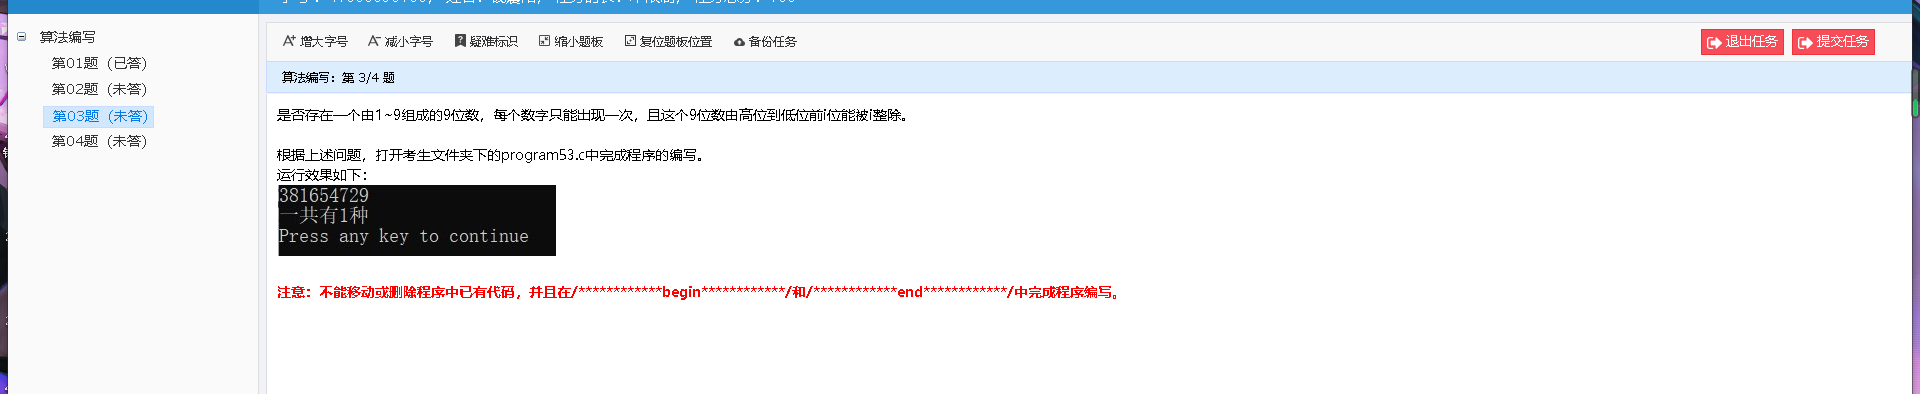 算法编写
第01题 (已答)
第02题 (未答)
第03题 (未答)
第04题 (未答)
增大字号 减小字号 疑难标识 缩小题板 复位题板位置 备份任务 退出任务 提交任务
算法编写：第 3/4 题
是否存在一个由1~9组成的9位数，每个数字只能出现一次，且这个9位数由高位到低位前i位能被i整除。
根据上述问题，打开考生文件夹下的program53.c中完成程序的编写。
运行效果如下：
381654729
一共有1种
Press any key to continue
注意：不能移动或删除程序中已有代码，并且在/************begin************/和/************end************/中完成程序编写。